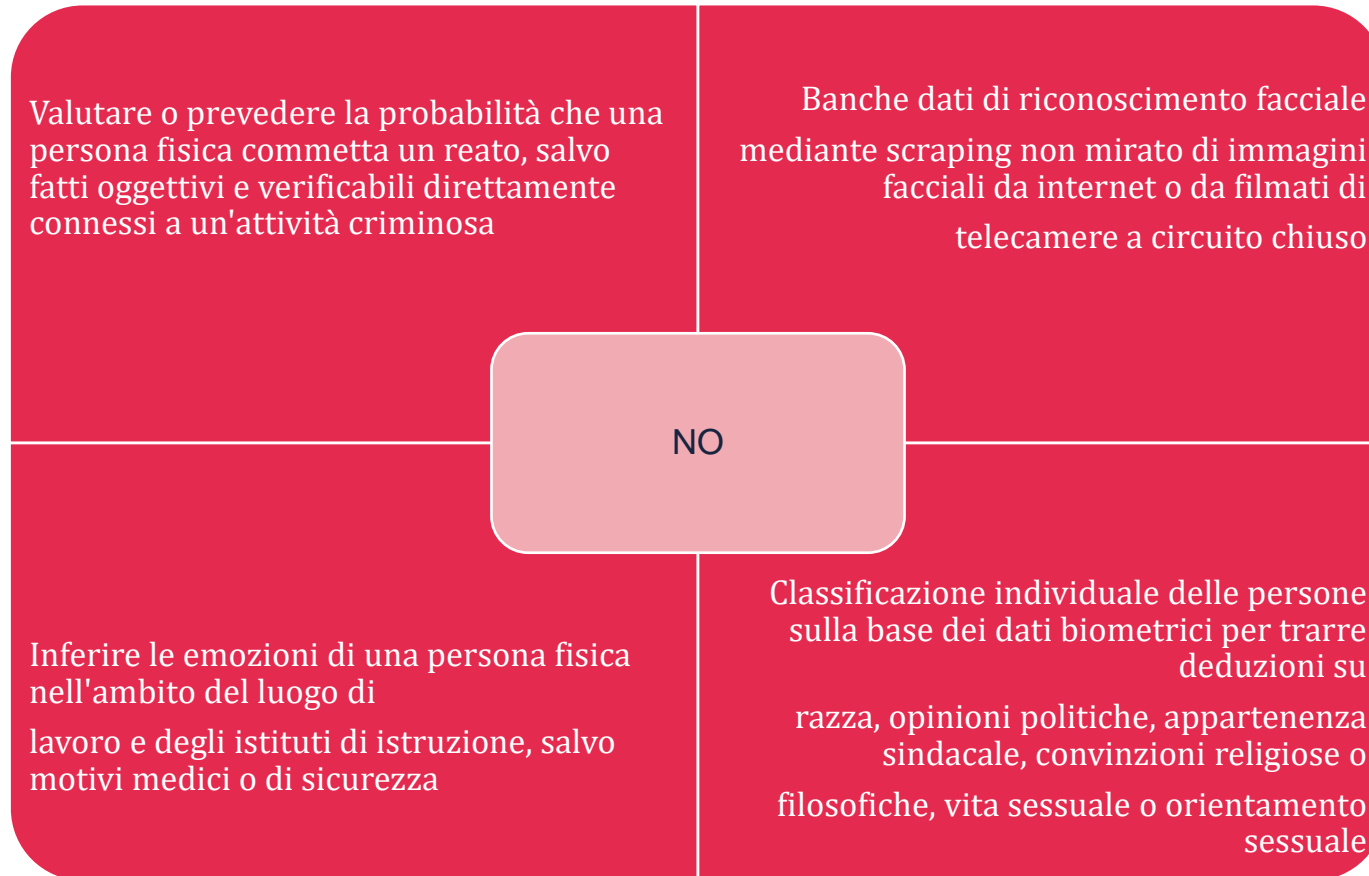 Valutare o prevedere la probabilità che una
persona fisica commetta un reato, salvo
fatti oggettivi e verificabili direttamente
connessi a un'attività criminosa
Banche dati di riconoscimento facciale
mediante scraping non mirato di immagini
facciali da internet o da filmati di
telecamere a circuito chiuso
NO
Inferire le emozioni di una persona fisica
nell'ambito del luogo di
lavoro e degli istituti di istruzione, salvo
motivi medici o di sicurezza
Classificazione individuale delle persone
sulla base dei dati biometrici per trarre
deduzioni su
razza, opinioni politiche, appartenenza
sindacale, convinzioni religiose o
filosofiche, vita sessuale o orientamento
sessuale